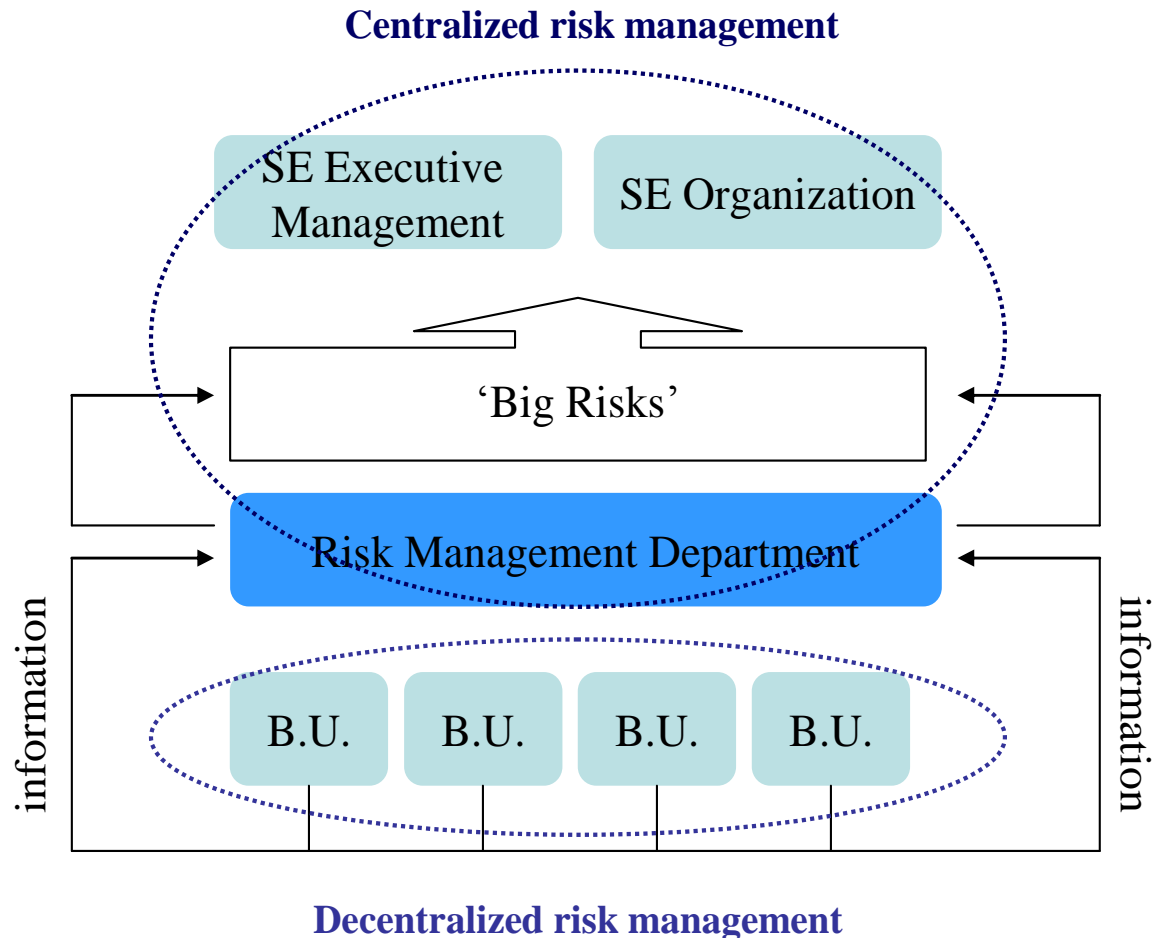 Centralized risk management
SE Executive
Management
SE Organization
‘Big Risks’
Risk Management Department
information
information
B.U.
B.U.
B.U.
B.U.
Decentralized risk management